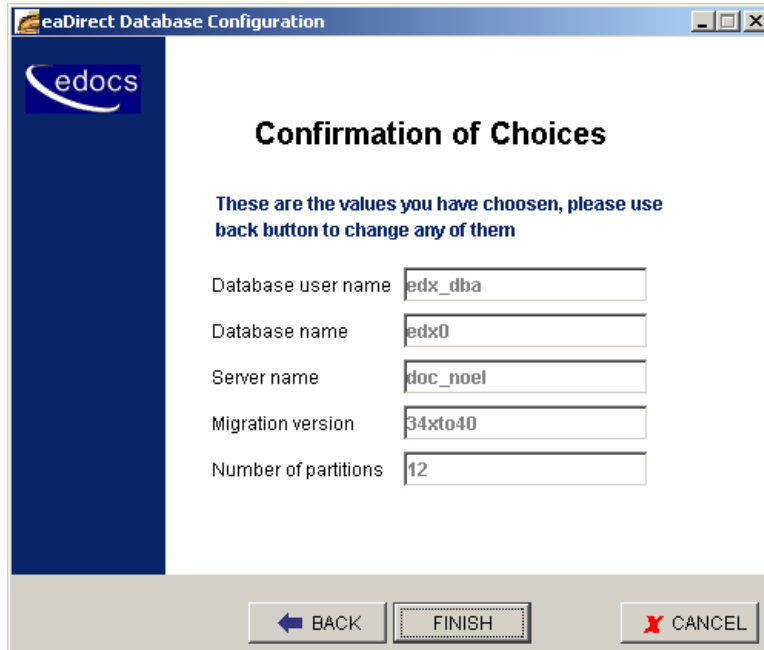 eaDirect Database Configuration
edocs
Confirmation of Choices
These are the values you have choosen, please use
back button to change any of them
Database user name edx_dba
Database name edx0
Server name doc_noel
Migration version 34xto40
Number of partitions 12
BACK FINISH CANCEL